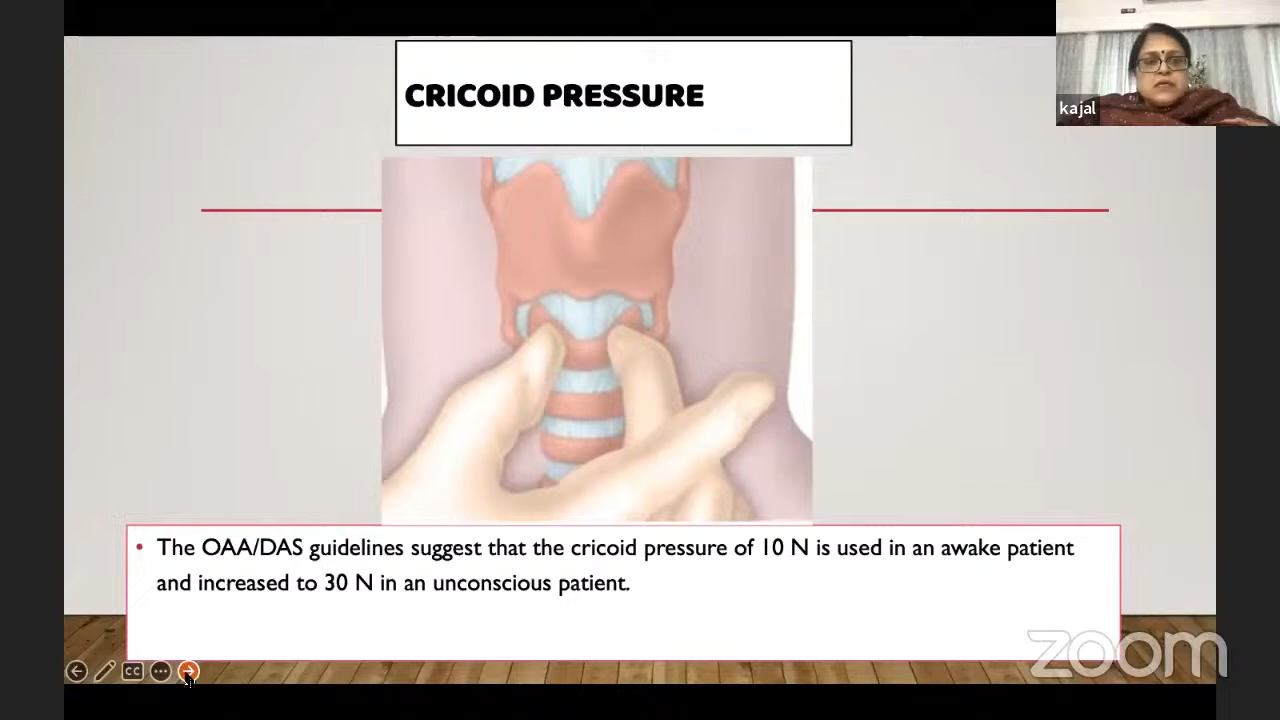 CRICOID PRESSURE
kajal
• The OAA/DAS guidelines suggest that the cricoid pressure of 10 N is used in an awake patient
and increased to 30 N in an unconscious patient.
zoom
CC